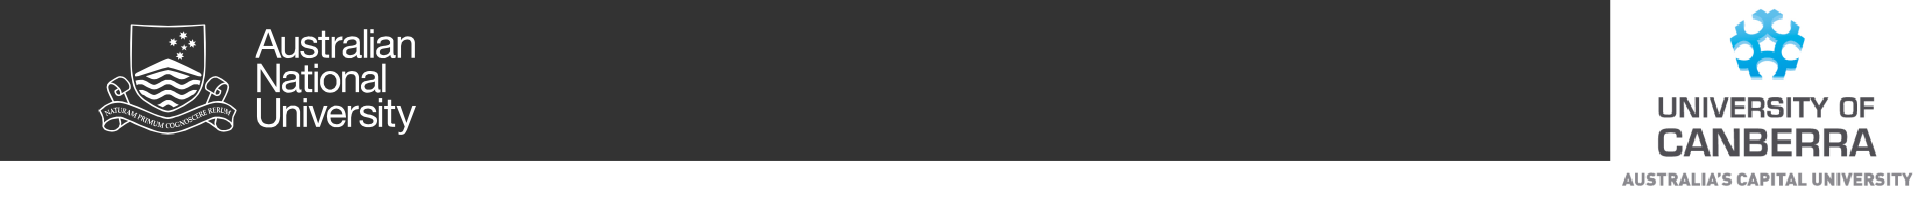 Australian
National
University
NATURAM PRIMUM COGNOSCERE RERUM
UNIVERSITY OF
CANBERRA
AUSTRALIA'S CAPITAL UNIVERSITY